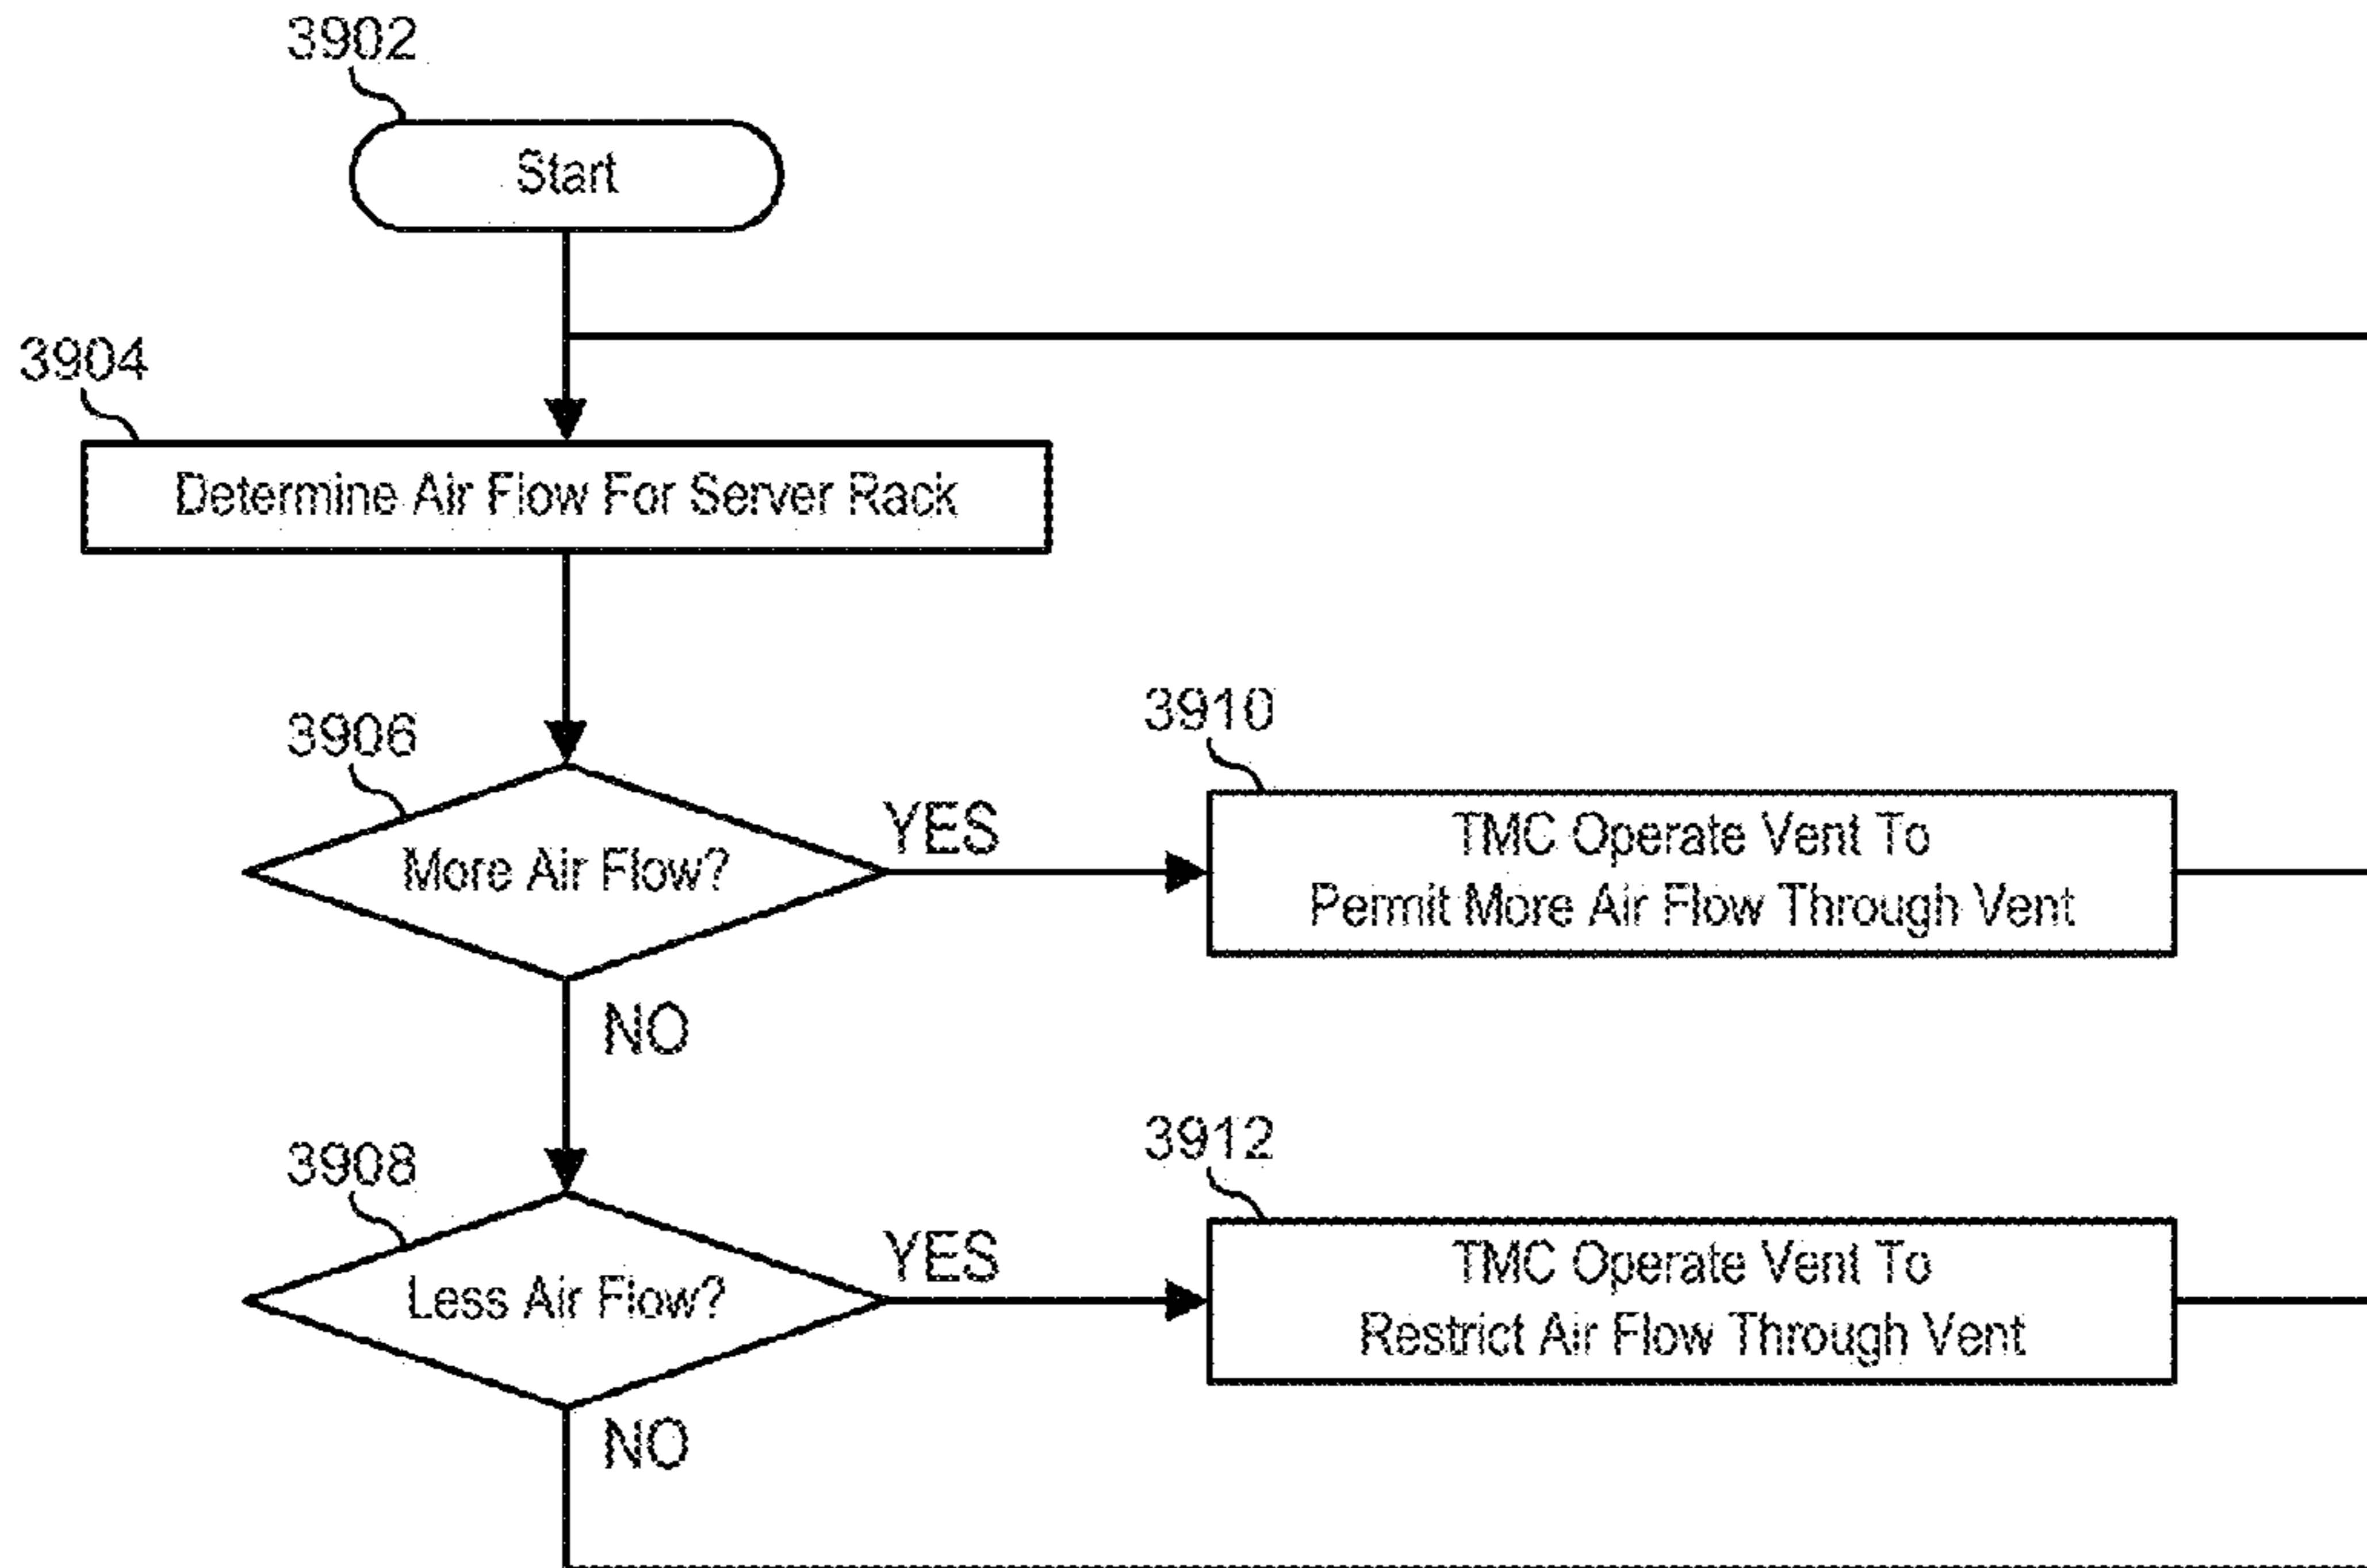 3902
Start
3904
Determine Air Flow For Server Rack
3906
More Air Flow?
YES
3910
TMC Operate Vent To
Permit More Air Flow Through Vent
NO
3908
Less Air Flow?
YES
3912
TMC Operate Vent To
Restrict Air Flow Through Vent
NO